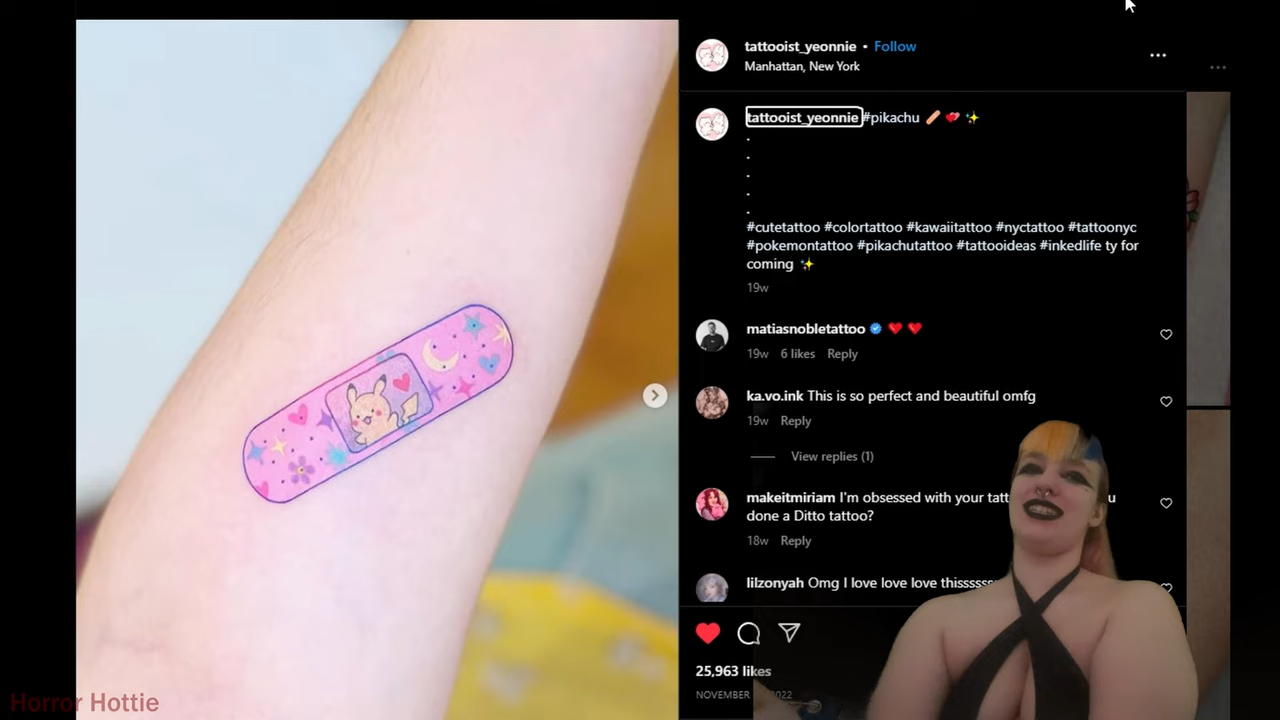 tattooist_yeonnie • Follow
Manhattan, New York
tattooist_yeonnie #pikachu
.
.
.
.
.
#cutetattoo #colortattoo #kawaiitattoo #nyctattoo #tattoonyc
#pokemontattoo #pikachutattoo #tattooideas #inkedlife ty for
coming
19w
matiasnobletattoo
19w 6 likes Reply
ka.vo.ink This is so perfect and beautiful omfg
19w Reply
View replies (1)
makeitmiriam I'm obsessed with your
done a Ditto tattoo?
18w Reply
lilzonyah Omg I love love love
25,963 likes
NOVEMBER 2022
Horror Hottie